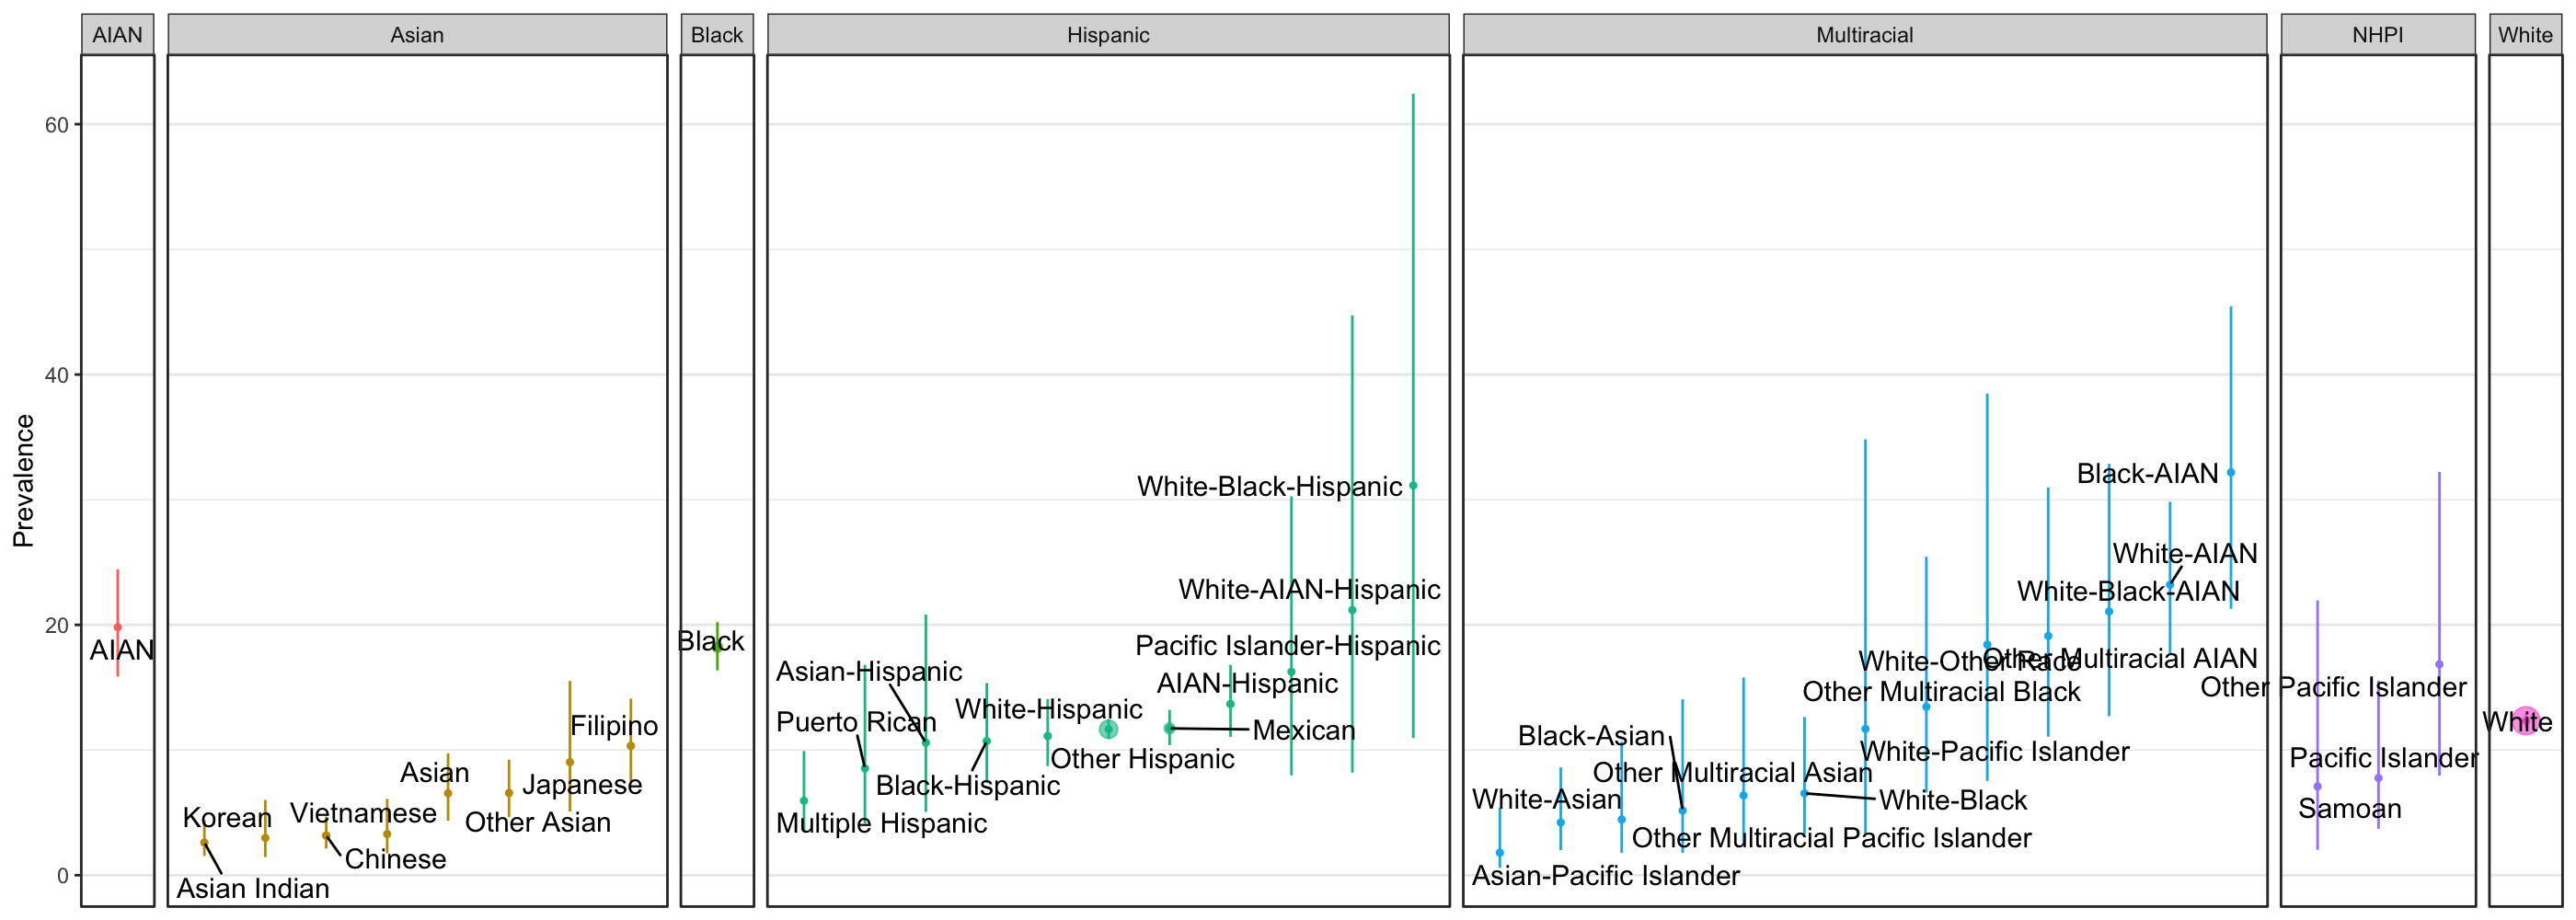 AIAN
Asian
Black
Hispanic
Multiracial
NHPI
White
Prevalence
60
40
20
0
AIAN
Korean
Asian Indian
Vietnamese
Chinese
Asian
Other Asian
Japanese
Filipino
Black
Multiple Hispanic
Puerto Rican
Asian-Hispanic
Black-Hispanic
White-Hispanic
Other Hispanic
Mexican
AIAN-Hispanic
Pacific Islander-Hispanic
White-AIAN-Hispanic
White-Black-Hispanic
Asian-Pacific Islander
White-Asian
Other Multiracial Pacific Islander
Black-Asian
Other Multiracial Asian
White-Black
White-Pacific Islander
Other Multiracial Black
White-Other Race
Other Multiracial AIAN
White-Black-AIAN
White-AIAN
Black-AIAN
Samoan
Pacific Islander
Other Pacific Islander
White